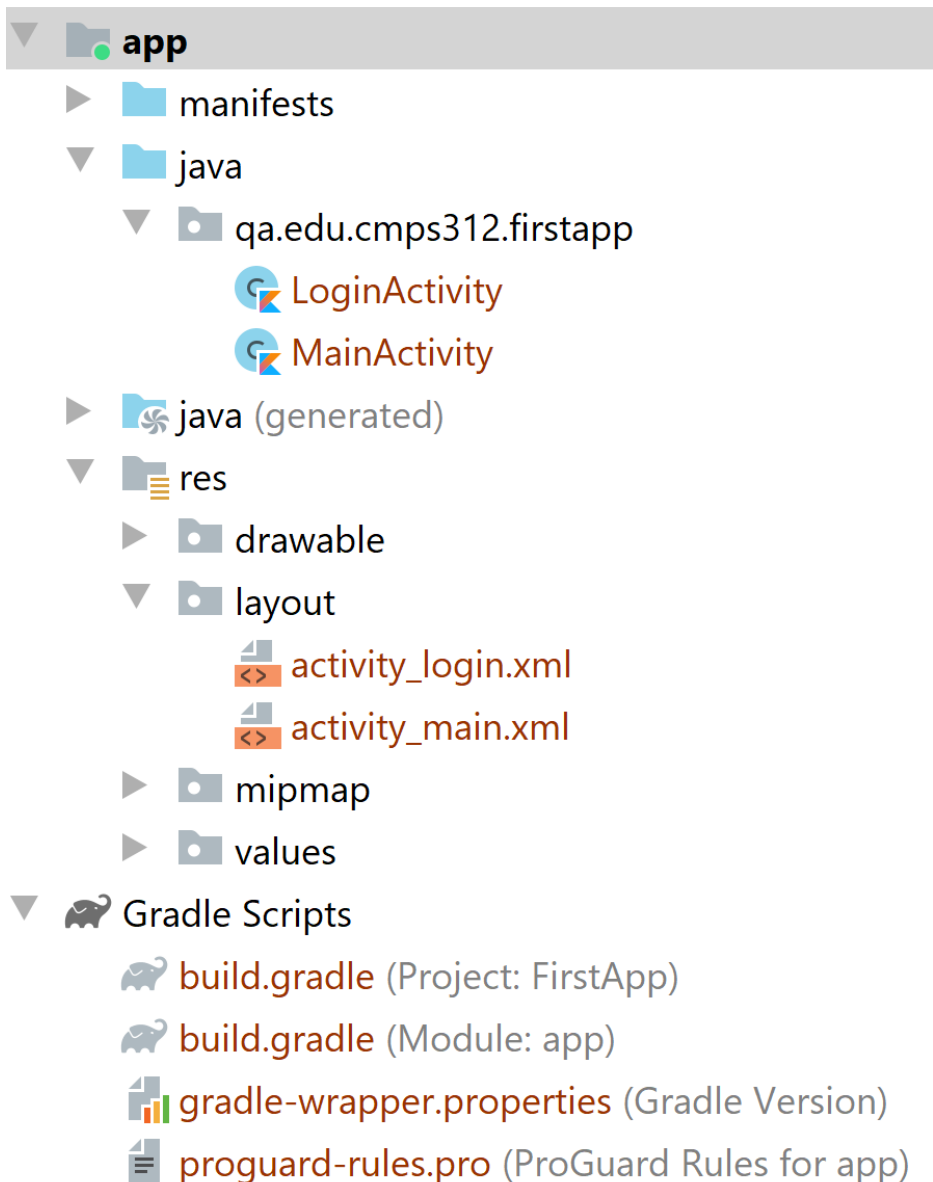 app
manifests
java
qa.edu.cmps312.firstapp
LoginActivity
MainActivity
java (generated)
res
drawable
layout
activity_login.xml
activity_main.xml
mipmap
values
Gradle Scripts
build.gradle (Project: FirstApp)
build.gradle (Module: app)
gradle-wrapper.properties (Gradle Version)
proguard-rules.pro (ProGuard Rules for app)